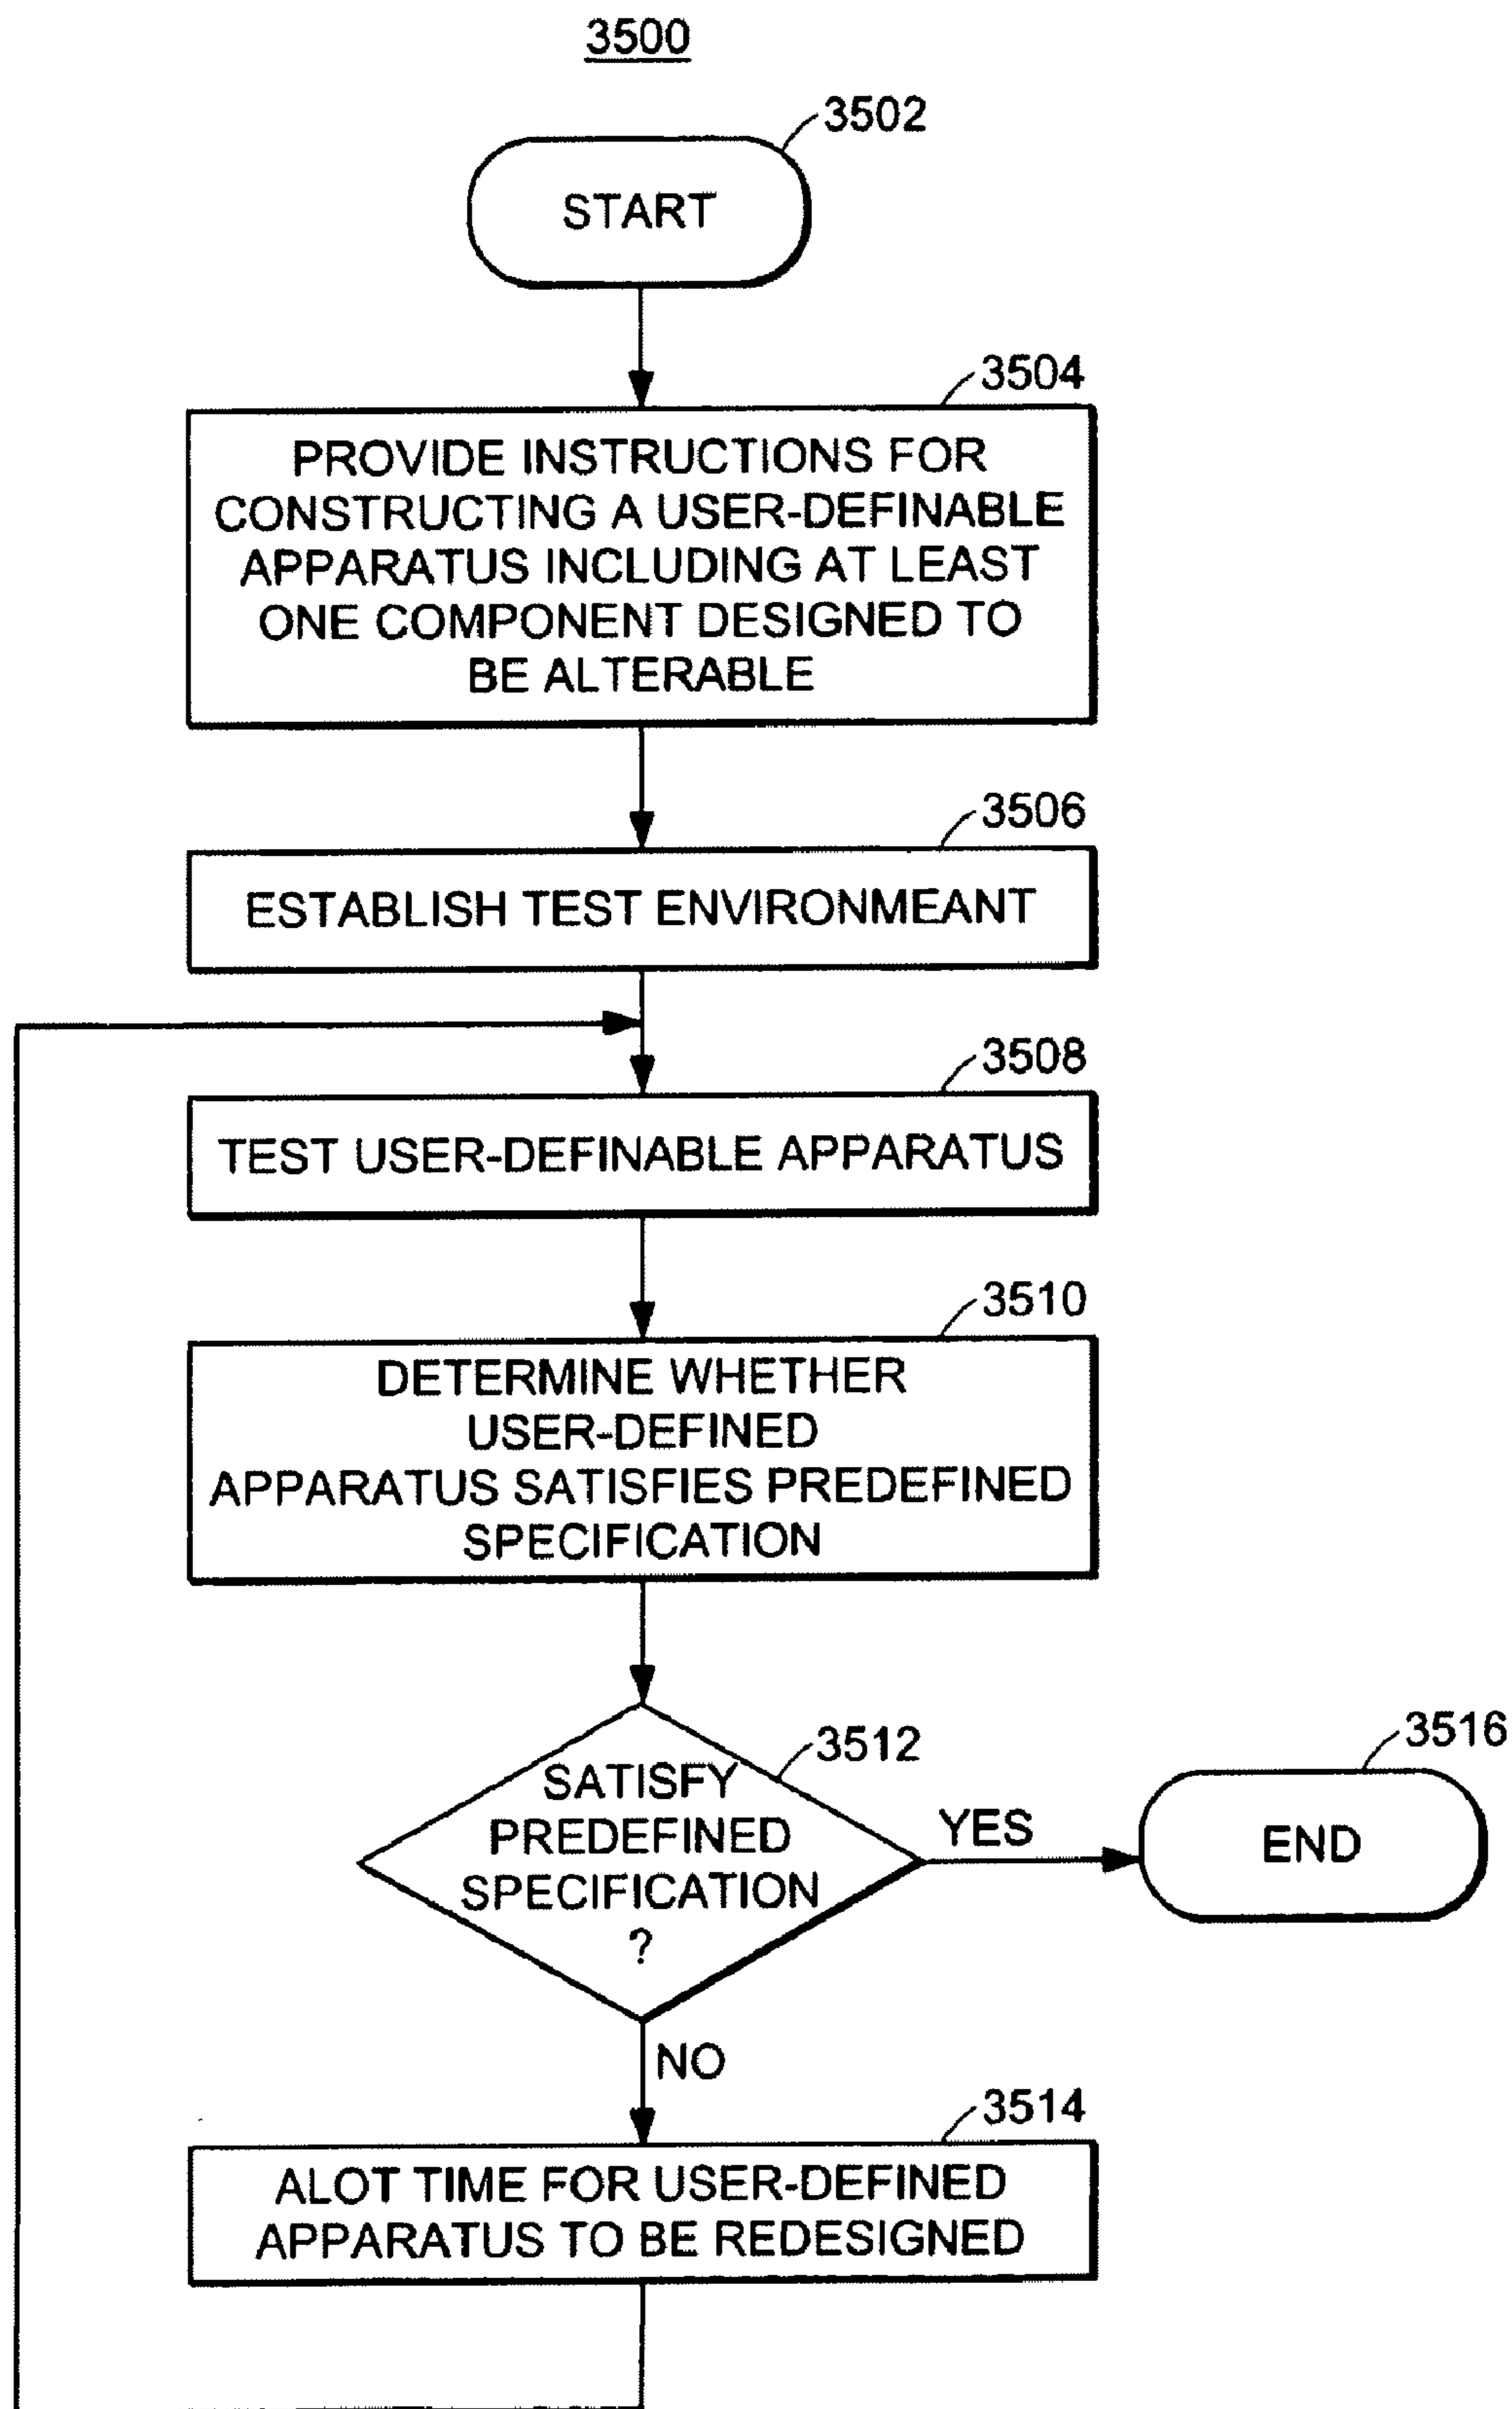 3500
3502
START
3504
PROVIDE INSTRUCTIONS FOR
CONSTRUCTING A USER-DEFINABLE
APPARATUS INCLUDING AT LEAST
ONE COMPONENT DESIGNED TO
BE ALTERABLE
3506
ESTABLISH TEST ENVIRONMEANT
3508
TEST USER-DEFINABLE APPARATUS
3510
DETERMINE WHETHER
USER-DEFINED
APPARATUS SATISFIES PREDEFINED
SPECIFICATION
3512
SATISFY
PREDEFINED
SPECIFICATION
?
YES
3516
END
NO
3514
ALOT TIME FOR USER-DEFINED
APPARATUS TO BE REDESIGNED